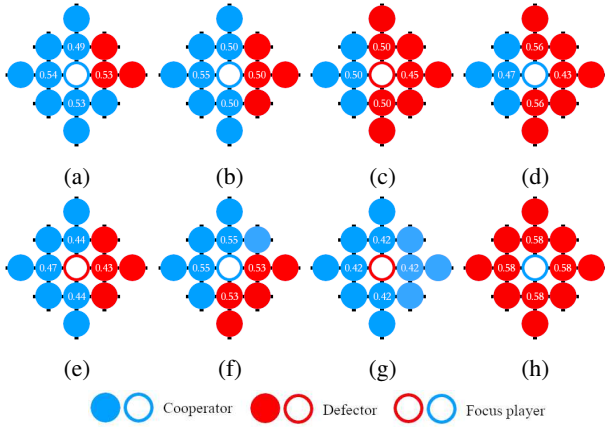 0.49 0.50 0.50 0.56
0.54 0.53 0.55 0.50 0.50 0.45 0.47 0.43
0.53 0.50 0.50 0.56
(a) (b) (c) (d)
0.44 0.55 0.42 0.58
0.47 0.43 0.55 0.53 0.42 0.42 0.58 0.58
0.44 0.53 0.42 0.58
(e) (f) (g) (h)
Cooperator Defector Focus player